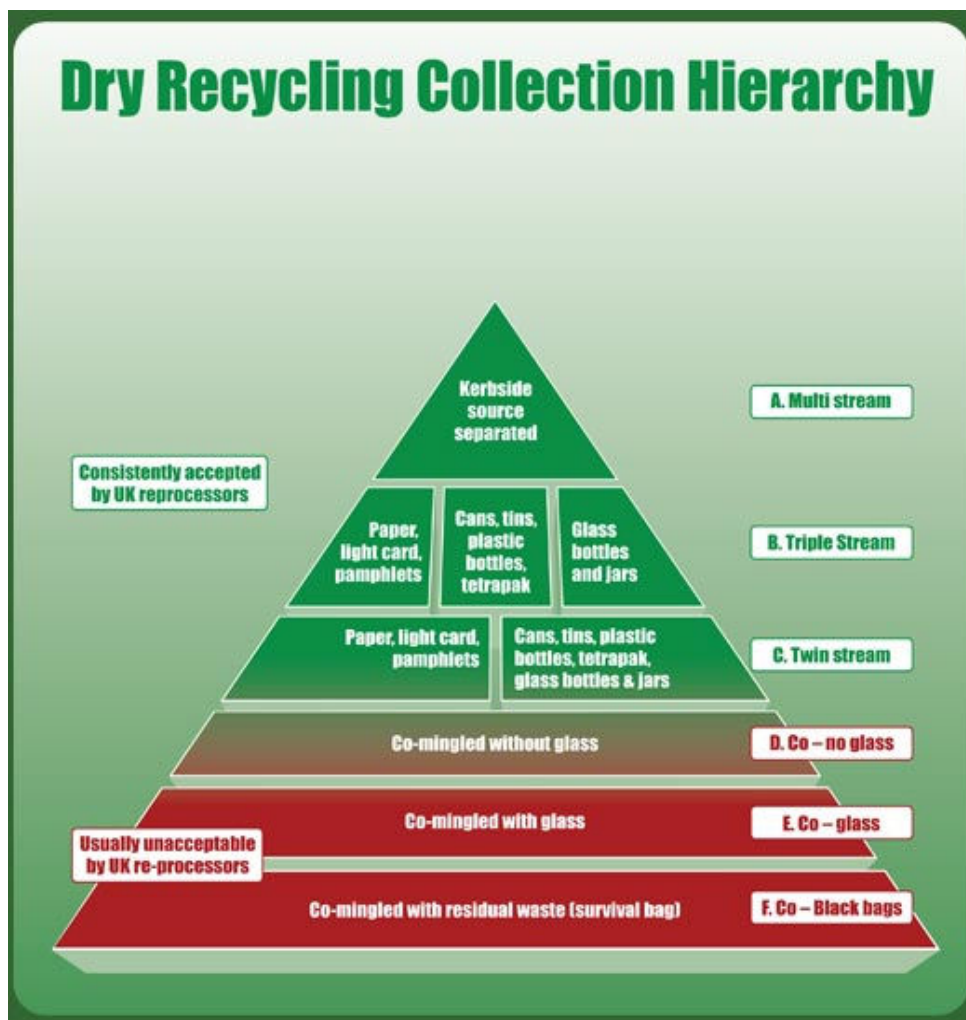 Dry Recycling Collection Hierarchy
Kerbside
source
separated
A. Multi stream
Consistently accepted
by UK reprocessors
Paper,
light card,
pamphlets
Cans, tins,
plastic
bottles,
tetrapak
Glass
bottles
and jars
B. Triple Stream
Paper, light card,
pamphlets
Cans, tins, plastic
bottles, tetrapak,
glass bottles & jars
C. Twin stream
Co-mingled without glass
D. Co – no glass
Co-mingled with glass
E. Co – glass
Usually unacceptable
by UK re-processors
Co-mingled with residual waste (survival bag)
F. Co – Black bags